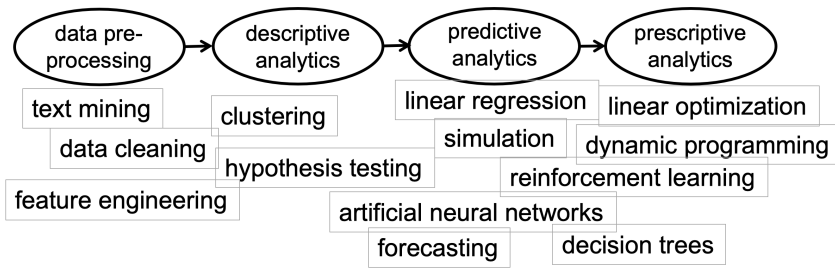 data pre-
processing
descriptive
analytics
predictive
analytics
prescriptive
analytics
text mining
data cleaning
feature engineering
clustering
hypothesis testing
linear regression
simulation
artificial neural networks
forecasting
linear optimization
dynamic programming
reinforcement learning
decision trees